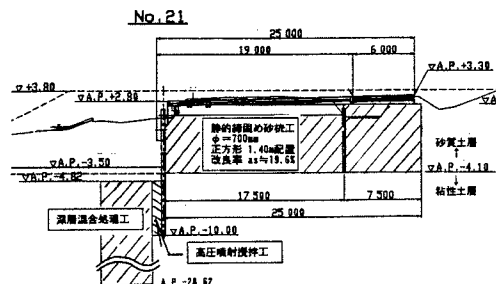 No.21
25 000
19 000
6 000
▽+3.80
▽A.P.+2.80
▽A.P.+3.30
▽A
静的締固め砂杭工
φ=700mm
正方形 1.40m配置
改良率 as≒19.6%
砂質土層
▽A.P.-3.50
▽A.P.-4.82
▽A.P.-4.10
粘性土層
17 500
7 500
25 000
深層混合処理工
▽A.P.-10.00
高圧噴射撹拌工